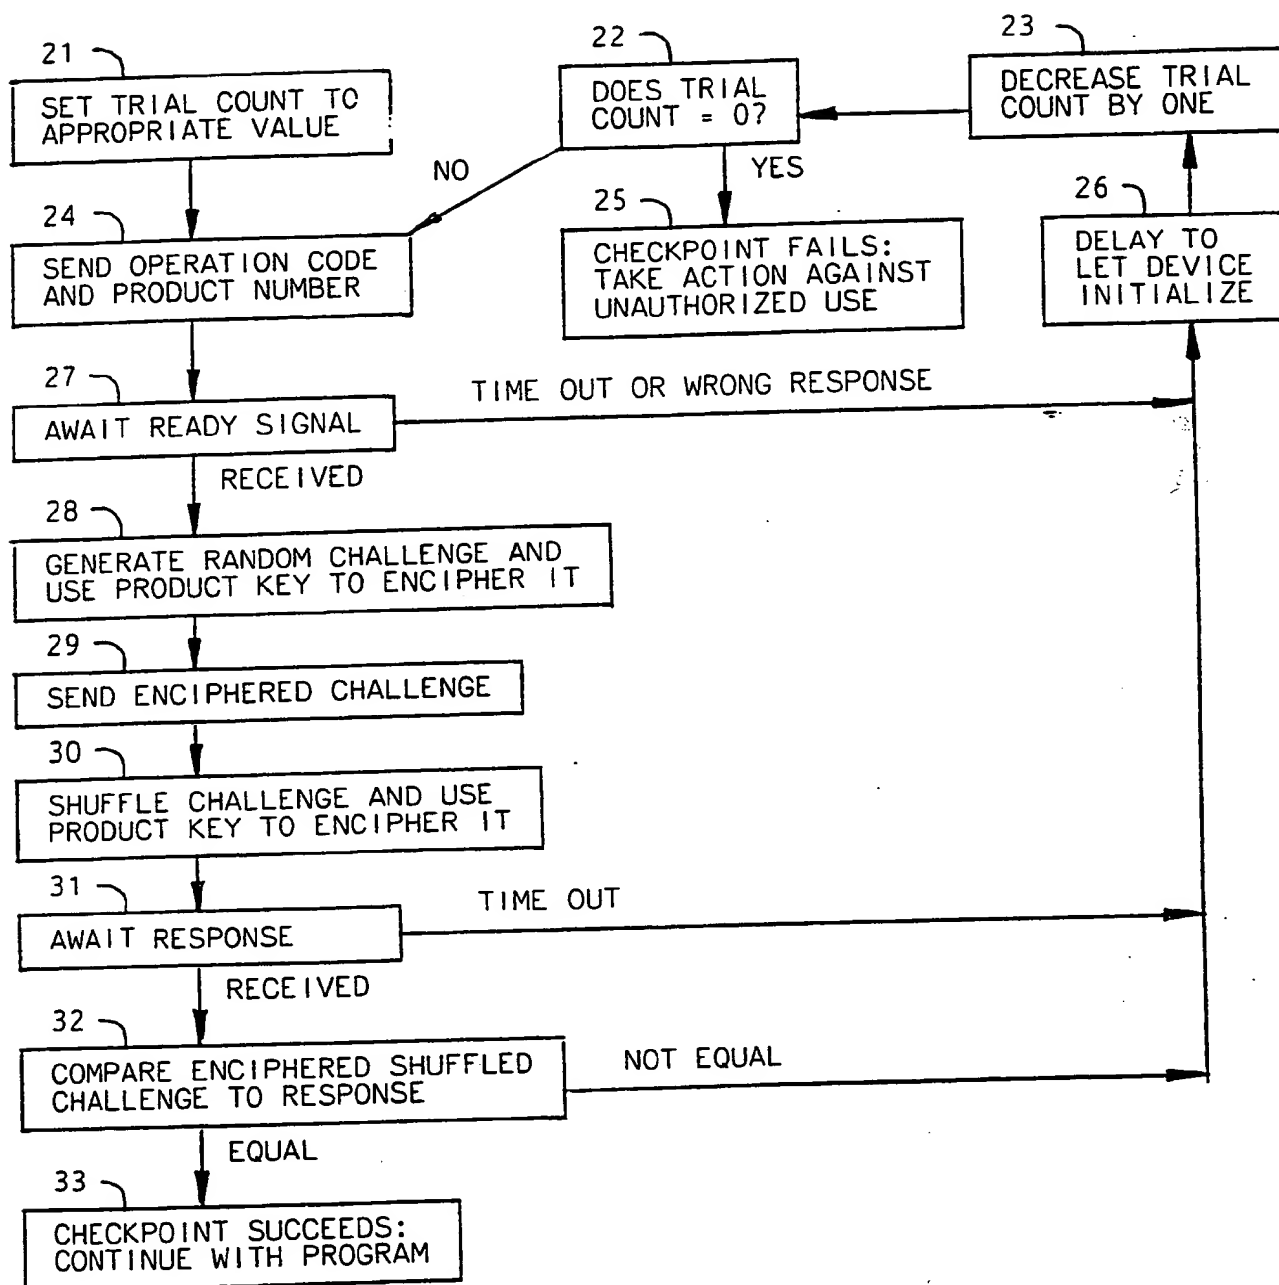 21
SET TRIAL COUNT TO
APPROPRIATE VALUE
22
DOES TRIAL
COUNT = 0?
23
DECREASE TRIAL
COUNT BY ONE
NO
YES
24
SEND OPERATION CODE
AND PRODUCT NUMBER
25
CHECKPOINT FAILS:
TAKE ACTION AGAINST
UNAUTHORIZED USE
26
DELAY TO
LET DEVICE
INITIALIZE
27
AWAIT READY SIGNAL
TIME OUT OR WRONG RESPONSE
RECEIVED
28
GENERATE RANDOM CHALLENGE AND
USE PRODUCT KEY TO ENCIPHER IT
29
SEND ENCIPHERED CHALLENGE
30
SHUFFLE CHALLENGE AND USE
PRODUCT KEY TO ENCIPHER IT
31
AWAIT RESPONSE
TIME OUT
RECEIVED
32
COMPARE ENCIPHERED SHUFFLED
CHALLENGE TO RESPONSE
NOT EQUAL
EQUAL
33
CHECKPOINT SUCCEEDS:
CONTINUE WITH PROGRAM